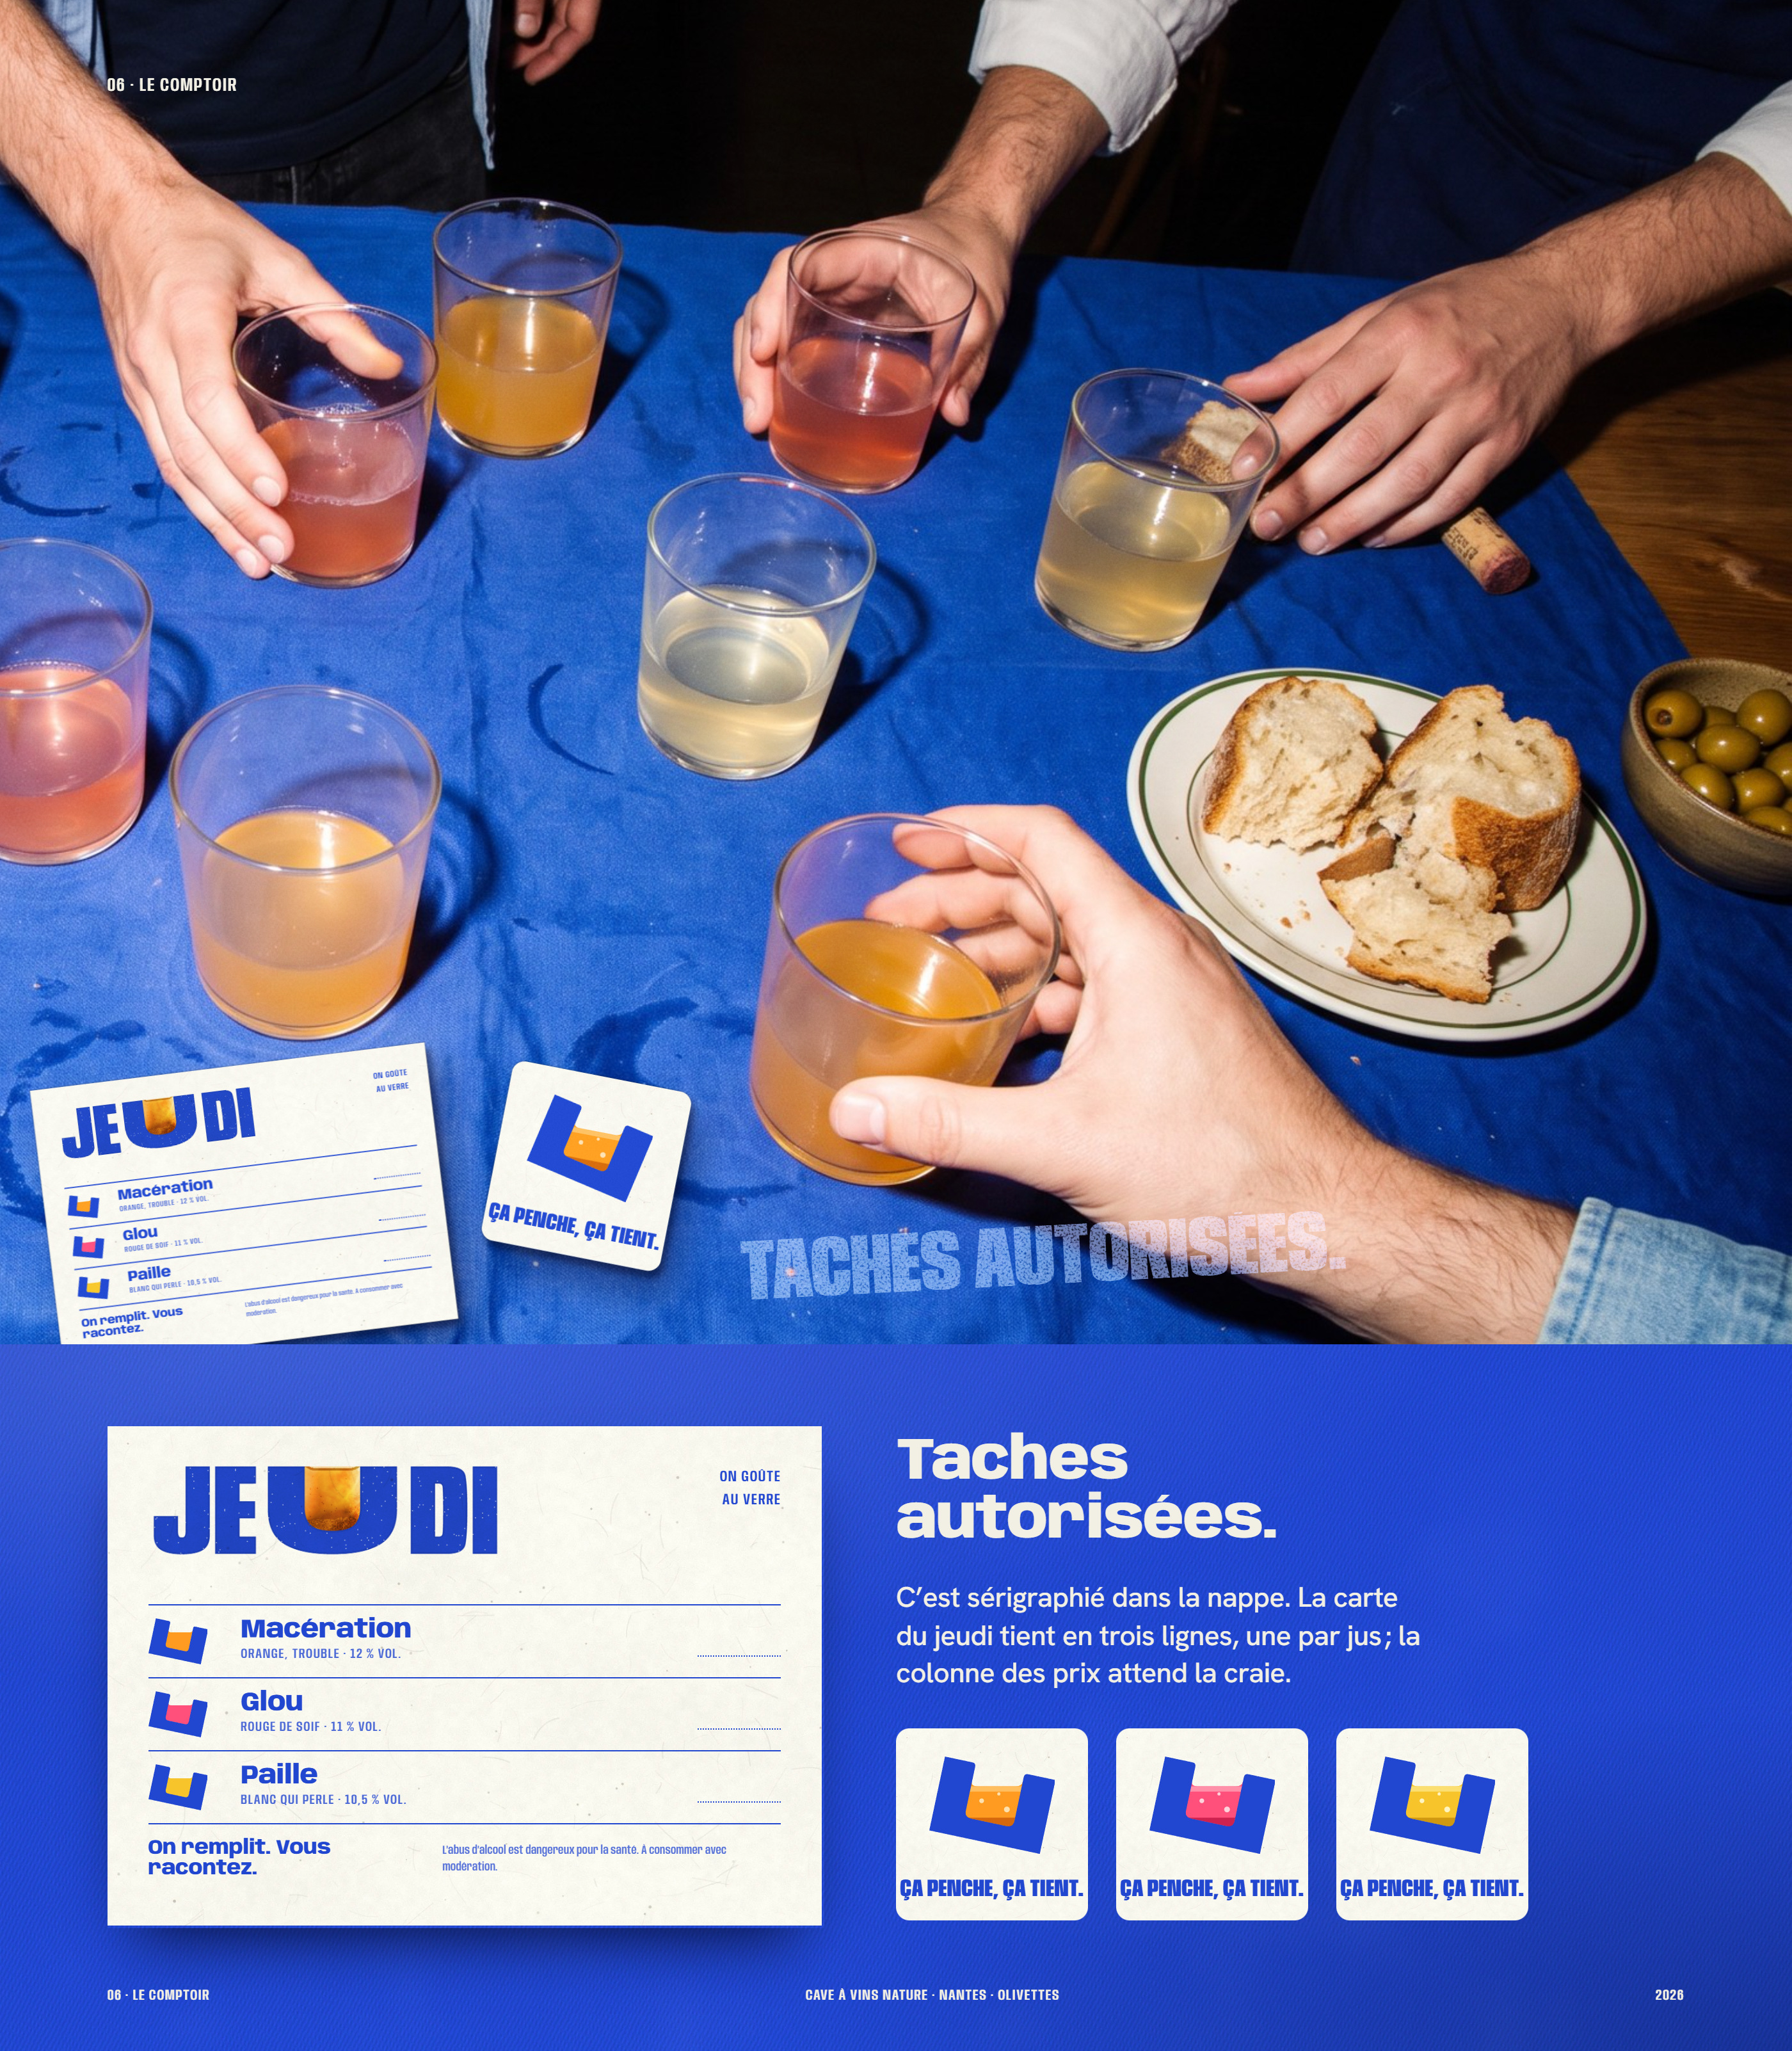 06 · LE COMPTOIR
JEUDI
ON GOÛTE
AU VERRE
Macération
ORANGE, TROUBLE · 12 % VOL.
Glou
ROUGE DE SOIF · 11 % VOL.
Paille
BLANC QUI PERLE · 10,5 % VOL.
On remplit. Vous
racontez.
L'abus d'alcool est dangereux pour la santé. À consommer avec
modération.
ÇA PENCHE, ÇA TIENT.
TACHES AUTORISÉES.
JEUDI
ON GOÛTE
AU VERRE
Macération
ORANGE, TROUBLE · 12 % VOL.
Glou
ROUGE DE SOIF · 11 % VOL.
Paille
BLANC QUI PERLE · 10,5 % VOL.
On remplit. Vous
racontez.
L'abus d'alcool est dangereux pour la santé. À consommer avec
modération.
Taches
autorisées.
C’est sérigraphié dans la nappe. La carte
du jeudi tient en trois lignes, une par jus ; la
colonne des prix attend la craie.
ÇA PENCHE, ÇA TIENT.
ÇA PENCHE, ÇA TIENT.
ÇA PENCHE, ÇA TIENT.
06 · LE COMPTOIR
CAVE À VINS NATURE · NANTES · OLIVETTES
2026